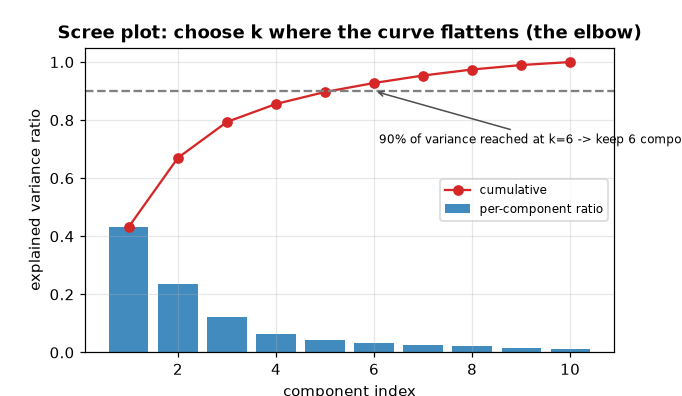 Scree plot: choose k where the curve flattens (the elbow)
1.0
0.8
0.6
0.4
0.2
0.0
explained variance ratio
90% of variance reached at k=6 -> keep 6 compo
cumulative
per-component ratio
2
4
6
8
10
component index